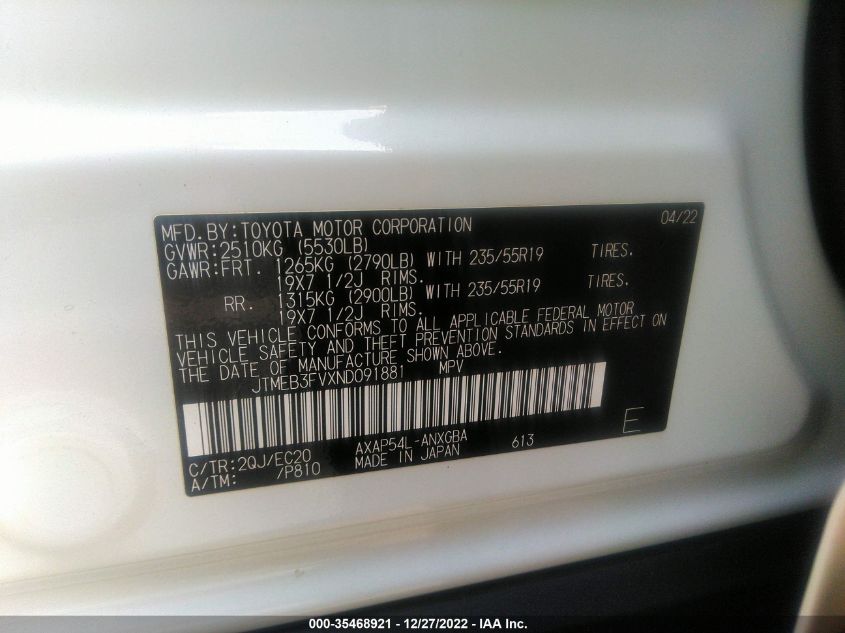 MFD.BY:TOYOTA MOTOR CORPORATION 04/22
GVWR:2510KG (5530LB)
GAWR:FRT. 1265KG (2790LB) WITH 235/55R19 TIRES.
19X7 1/2J RIMS.
RR. 1315KG (2900LB) WITH 235/55R19 TIRES.
19X7 1/2J RIMS.
THIS VEHICLE CONFORMS TO ALL APPLICABLE FEDERAL MOTOR
VEHICLE SAFETY AND THEFT PREVENTION STANDARDS IN EFFECT ON
THE DATE OF MANUFACTURE SHOWN ABOVE.
JTMEB3FVXND091881 MPV
C/TR:2QJ/EC20 AXAP54L-ANXGBA 613 E
A/TM: /P810 MADE IN JAPAN
000-35468921 - 12/27/2022 - IAA Inc.